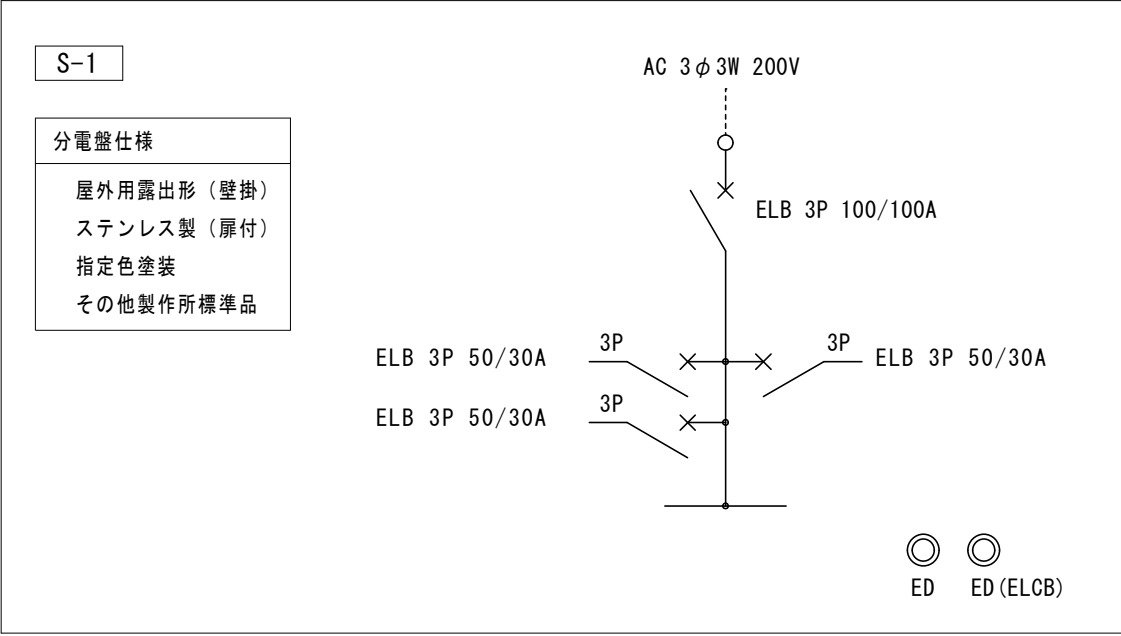 S-1
AC 3φ3W 200V
分電盤仕様
屋外用露出形（壁掛）
ステンレス製（扉付）
指定色塗装
その他製作所標準品
ELB 3P 100/100A
ELB 3P 50/30A
3P
3P
ELB 3P 50/30A
ELB 3P 50/30A
3P
ED
ED(ELCB)